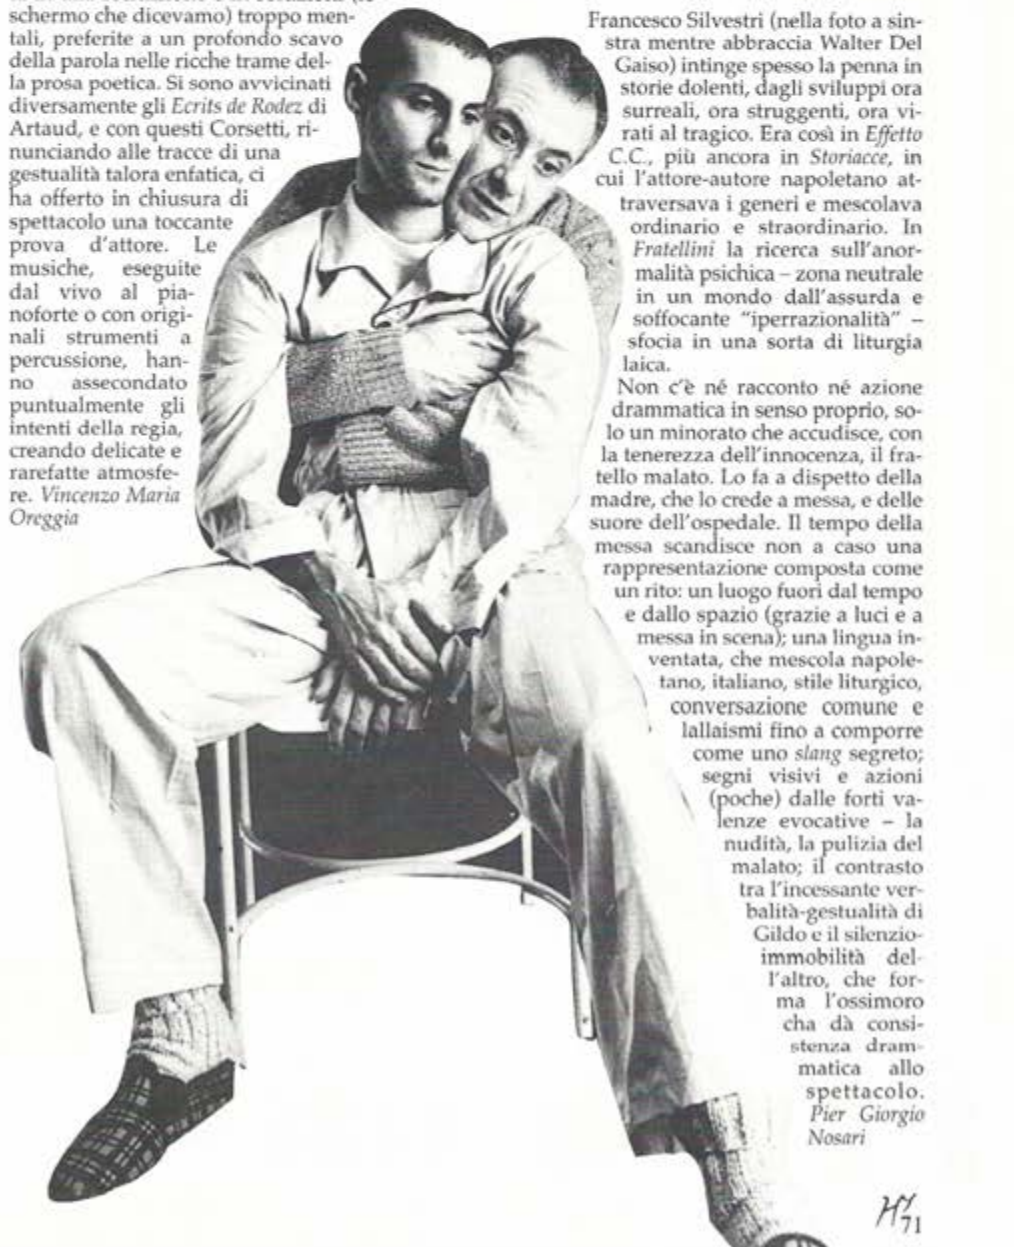 schermo che dicevamo) troppo men-
tali, preferite a un profondo scavo
della parola nelle ricche trame del-
la prosa poetica. Si sono avvicinati
diversamente gli Ecrits de Rodez di
Artaud, e con questi Corsetti, ri-
nunciando alle tracce di una
gestualità talora enfatica, ci
ha offerto in chiusura di
spettacolo una toccante
prova d'attore. Le
musiche, eseguite
dal vivo al pia-
noforte o con origi-
nali strumenti a
percussione, han-
no assecondato
puntualmente gli
intenti della regia,
creando delicate e
rarefatte atmosfe-
re. Vincenzo Maria
Oreggia
Francesco Silvestri (nella foto a sin-
stra mentre abbraccia Walter Del
Gaiso) intinge spesso la penna in
storie dolenti, dagli sviluppi ora
surreali, ora struggenti, ora vi-
rati al tragico. Era così in Effetto
C.C., più ancora in Storiacce, in
cui l'attore-autore napoletano at-
traversava i generi e mescolava
ordinario e straordinario. In
Fratellini la ricerca sull'anor-
malità psichica – zona neutrale
in un mondo dall'assurda e
soffocante "iperrazionalità" –
sfocia in una sorta di liturgia
laica.
Non c'è né racconto né azione
drammatica in senso proprio, so-
lo un minorato che accudisce, con
la tenerezza dell'innocenza, il fra-
tello malato. Lo fa a dispetto della
madre, che lo crede a messa, e delle
suore dell'ospedale. Il tempo della
messa scandisce non a caso una
rappresentazione composta come
un rito: un luogo fuori dal tempo
e dallo spazio (grazie a luci e a
messa in scena); una lingua in-
ventata, che mescola napole-
tano, italiano, stile liturgico,
conversazione comune e
lallaismi fino a comporre
come uno slang segreto;
segni visivi e azioni
(poche) dalle forti va-
lenze evocative – la
nudità, la pulizia del
malato; il contrasto
tra l'incessante ver-
balità-gestualità di
Gildo e il silenzio-
immobilità del-
l'altro, che for-
ma l'ossimoro
cha dà consi-
stenza dram-
matica allo
spettacolo.
Pier Giorgio
Nosari
HY
71